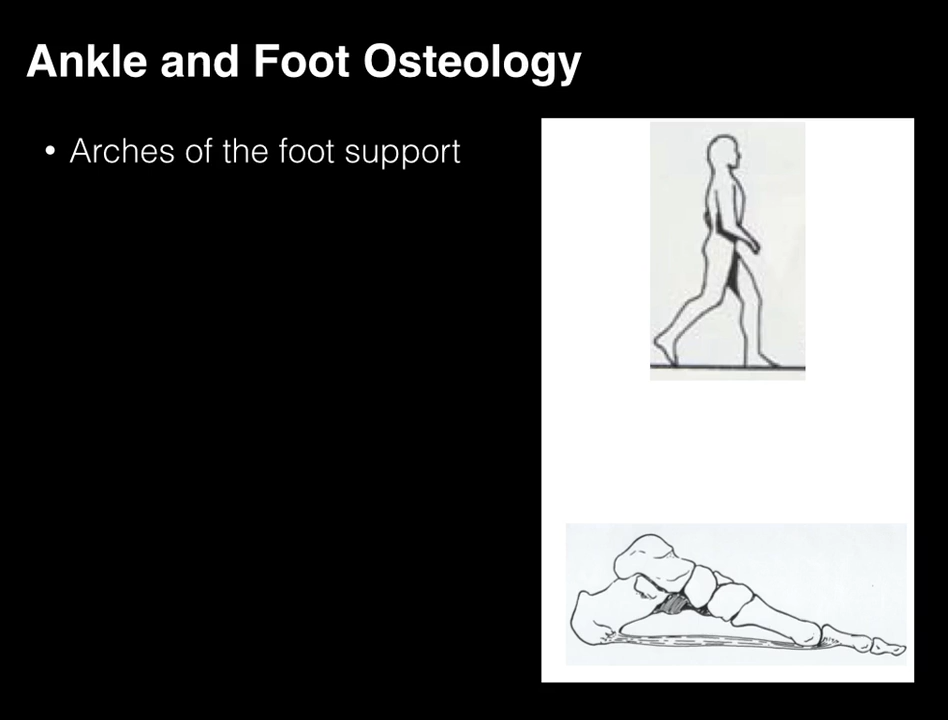 Ankle and Foot Osteology
• Arches of the foot support